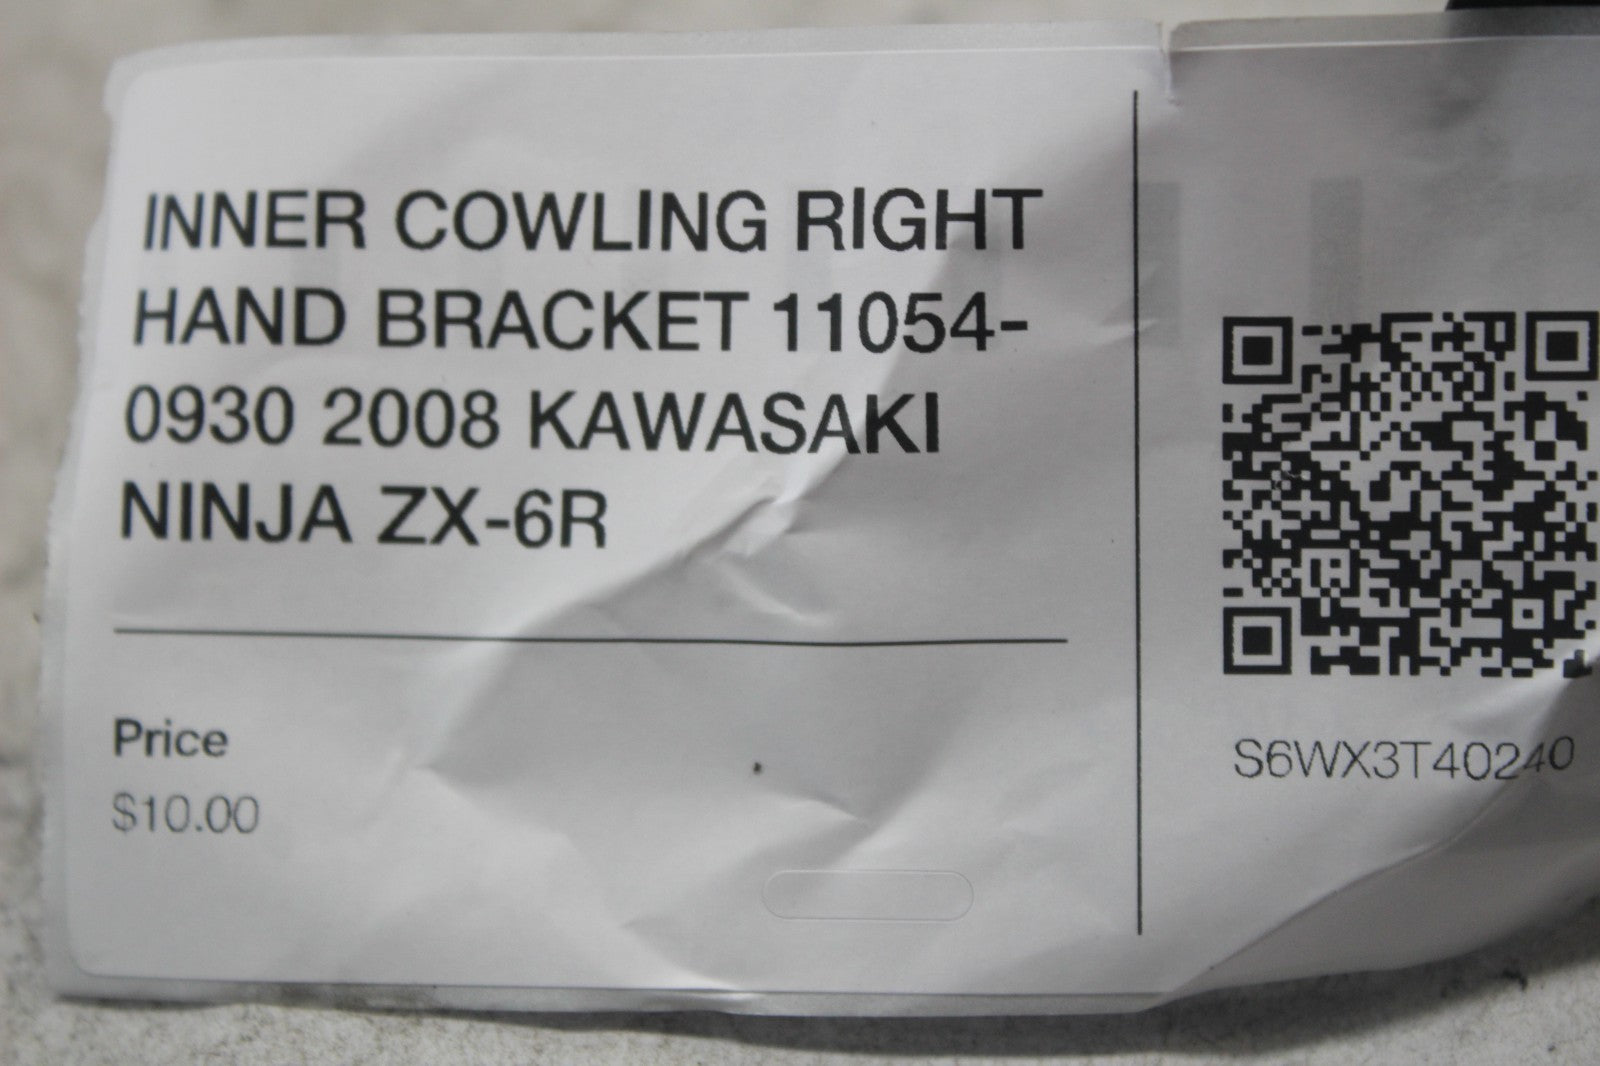 INNER COWLING RIGHT
HAND BRACKET 11054-
0930 2008 KAWASAKI
NINJA ZX-6R
Price
$10.00
S6WX3T40240